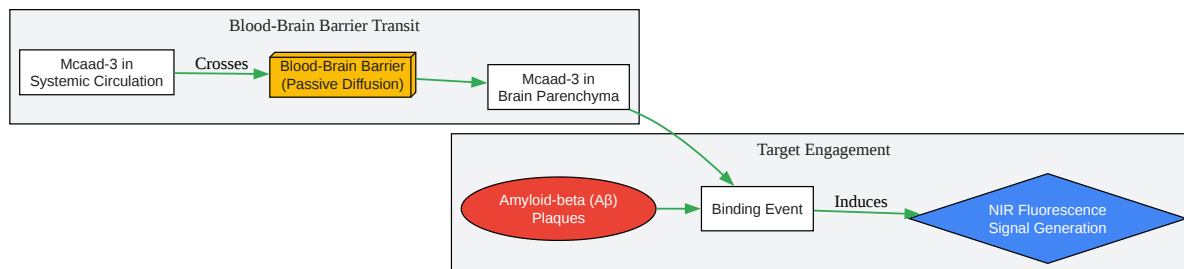 Blood-Brain Barrier Transit
Mcaad-3 in
Systemic Circulation
Crosses
Blood-Brain Barrier
(Passive Diffusion)
Mcaad-3 in
Brain Parenchyma
Target Engagement
Amyloid-beta (Aβ)
Plaques
Binding Event
Induces
NIR Fluorescence
Signal Generation